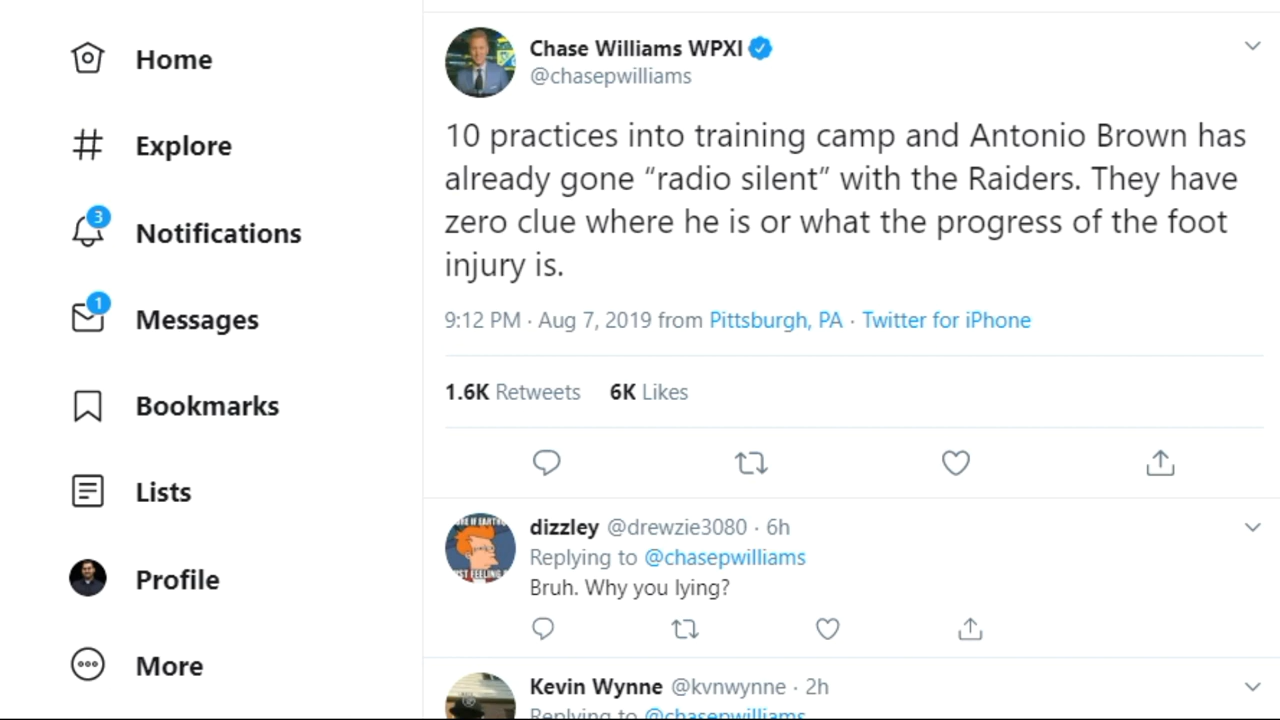 Home
Explore
3
Notifications
1
Messages
Bookmarks
Lists
Profile
More
Chase Williams WPXI
@chasepwilliams
10 practices into training camp and Antonio Brown has
already gone “radio silent” with the Raiders. They have
zero clue where he is or what the progress of the foot
injury is.
9:12 PM · Aug 7, 2019 from Pittsburgh, PA · Twitter for iPhone
1.6K Retweets 6K Likes
dizzley @drewzie3080 · 6h
Replying to @chasepwilliams
Bruh. Why you lying?
Kevin Wynne @kvnwynne · 2h
Replying to @chasepwilliams